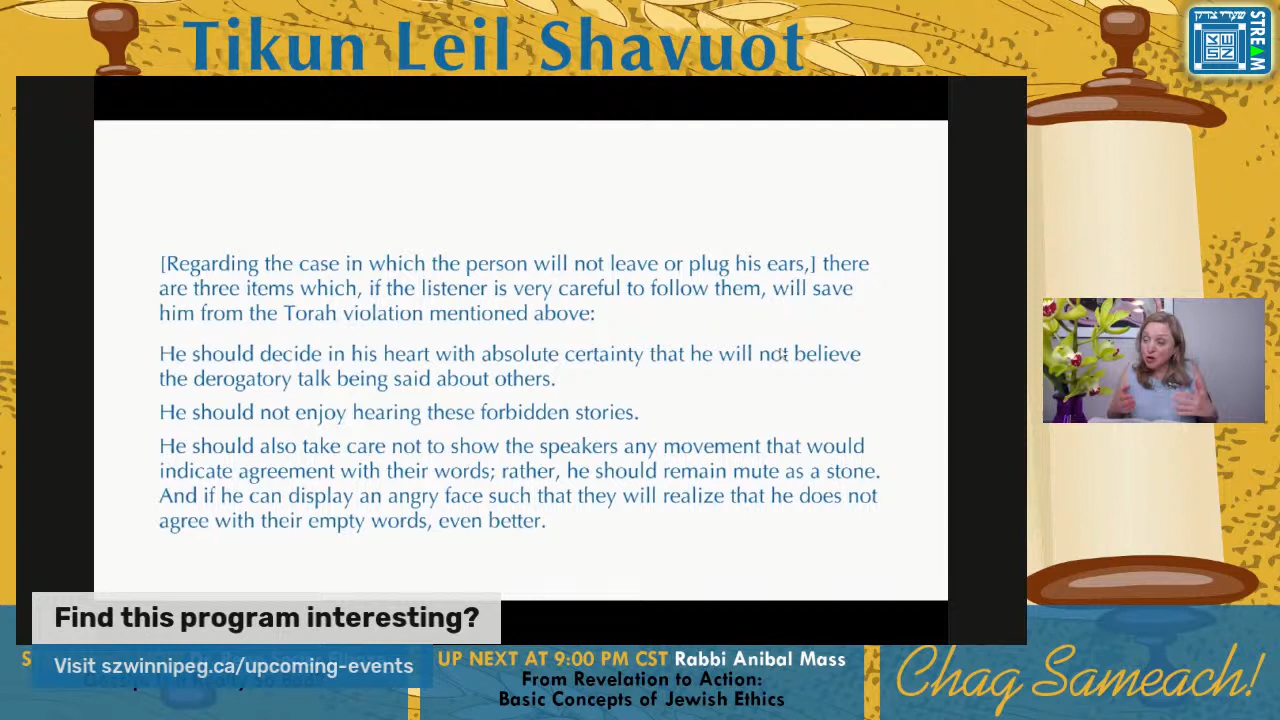 Tikun Leil Shavuot
שערי צדק
STREAM
[Regarding the case in which the person will not leave or plug his ears,] there
are three items which, if the listener is very careful to follow them, will save
him from the Torah violation mentioned above:
He should decide in his heart with absolute certainty that he will not believe
the derogatory talk being said about others.
He should not enjoy hearing these forbidden stories.
He should also take care not to show the speakers any movement that would
indicate agreement with their words; rather, he should remain mute as a stone.
And if he can display an angry face such that they will realize that he does not
agree with their empty words, even better.
Find this program interesting?
Visit szwinnipeg.ca/upcoming-events
UP NEXT AT 9:00 PM CST Rabbi Anibal Mass
From Revelation to Action:
Basic Concepts of Jewish Ethics
Chag Sameach!